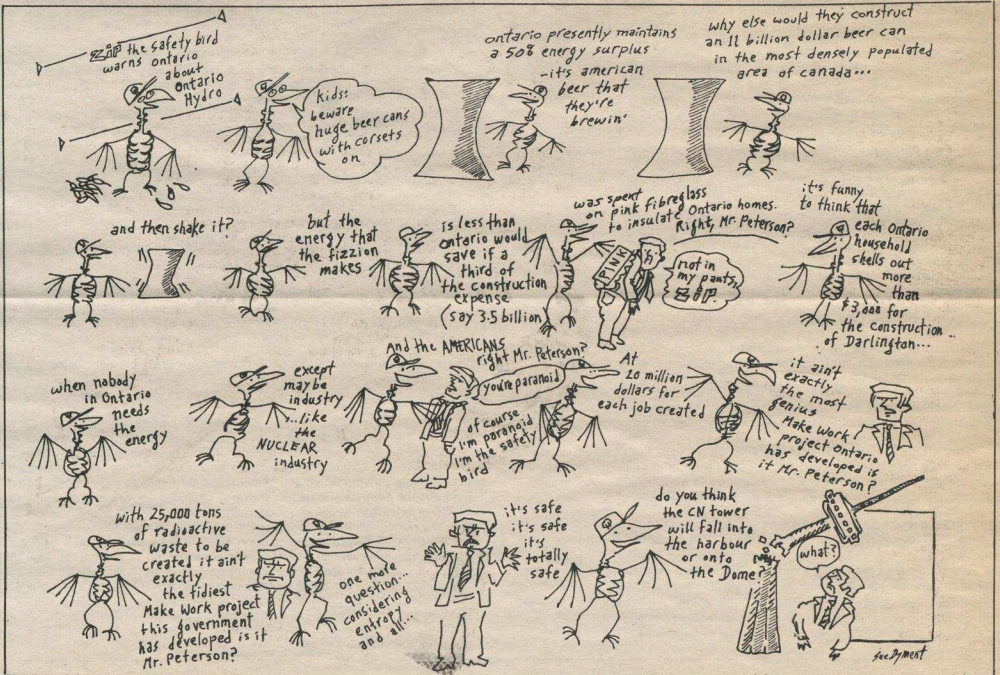 ZIP the safety bird
warns ontario
about
Ontario
Hydro
kids:
beware
huge beer cans
with corsets
on
ontario presently maintains
a 50% energy surplus
-it's american
beer that
they're
brewin'
why else would they construct
an 11 billion dollar beer can
in the most densely populated
area of canada...
and then shake it?
but the
energy that
the fizzion
makes
is less than
ontario would
save if a
third of
the construction
expense
(say 3.5 billion)
was spent
on pink fibreglass
to insulate Ontario homes.
Right, Mr. Peterson?
PINK
not in
my pants,
ZIP.
it's funny
to think that
each Ontario
household
shells out
more
than
$3,000 for
the construction
of Darlington...
when nobody
in Ontario
needs
the
energy
except
maybe
industry
...like
the
NUCLEAR
industry
And the AMERICANS
right Mr. Peterson?
you're paranoid
of course
I'm paranoid
I'm the safety
bird
At
20 million
dollars for
each job created
it ain't
exactly
the most
genius
Make Work
project Ontario
has developed is
it Mr. Peterson?
with 25,000 tons
of radioactive
waste to be
created it ain't
exactly
the tidiest
Make Work project
this government
has developed is it
Mr. Peterson?
one more
question...
considering
entropy
and all...
it's safe
it's safe
it's
totally
safe
do you think
the CN tower
will fall into
the harbour
or onto
the Dome?
what?
Sue Dyment